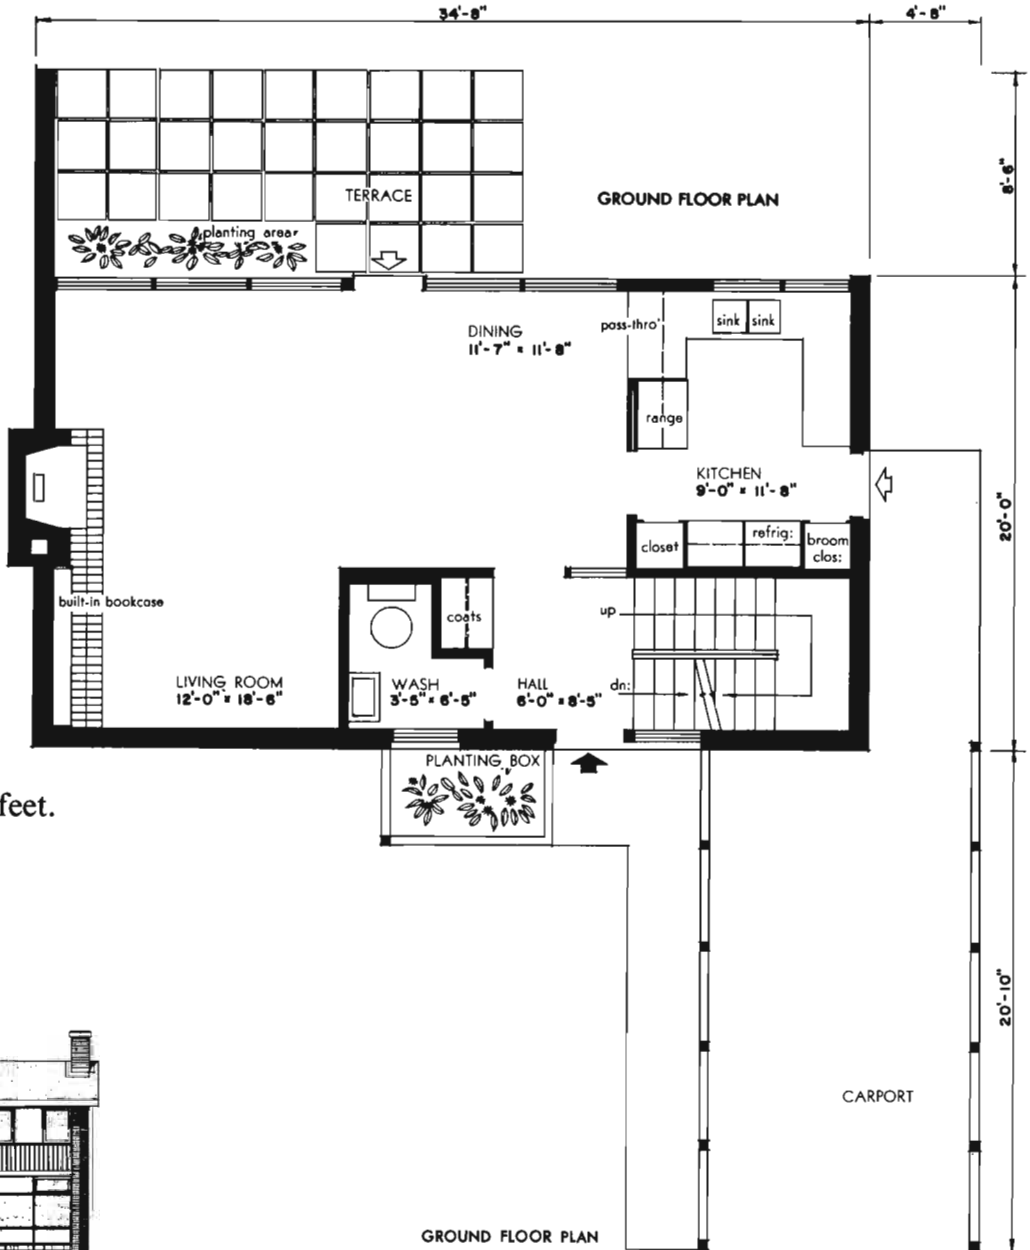 34'-8"
4'-8"
8'-6"
TERRACE
GROUND FLOOR PLAN
planting area
DINING
11'-7" x 11'-8"
pass-thro'
sink sink
range
KITCHEN
9'-0" x 11'-8"
20'-0"
closet
refrig:
broom
clos:
built-in bookcase
coats
up
LIVING ROOM
12'-0" x 18'-6"
WASH
3'-5" x 6'-5"
HALL
6'-0" x 8'-5"
dn:
PLANTING BOX
feet.
20'-10"
CARPORT
GROUND FLOOR PLAN